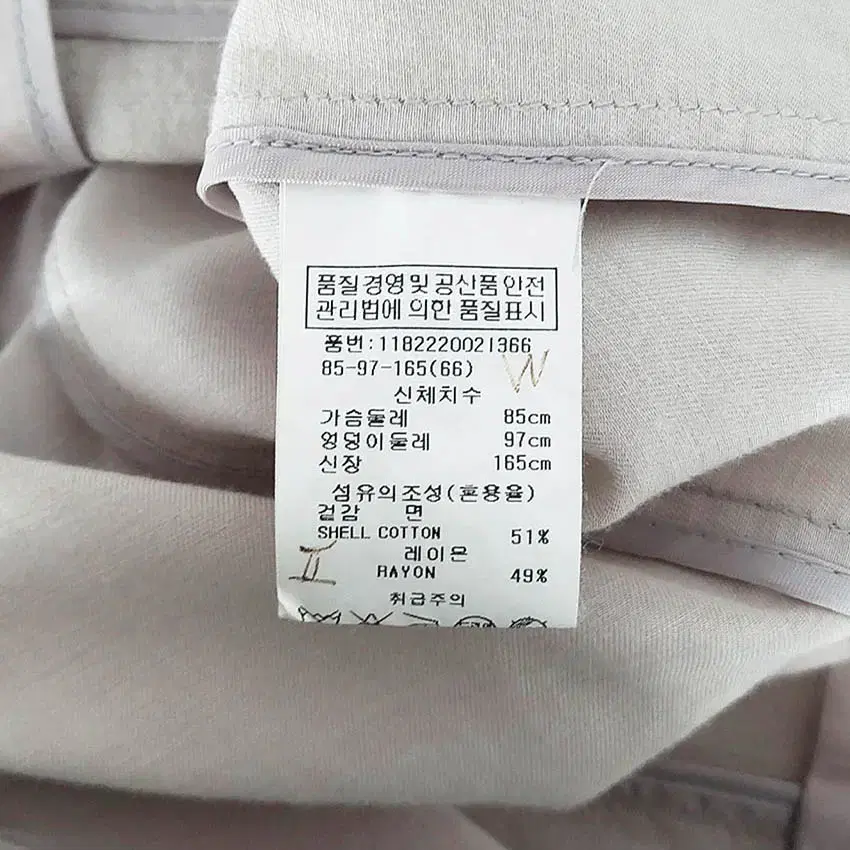 품질경영및공산품안전
관리법에 의한 품질표시
품번:1182220021366
85-97-165(66) W
신체치수
가슴둘레 85cm
엉덩이둘레 97cm
신장 165cm
섬유의조성(혼용율)
겉감 면
SHELL COTTON 51%
레이온
II RAYON 49%
취급주의